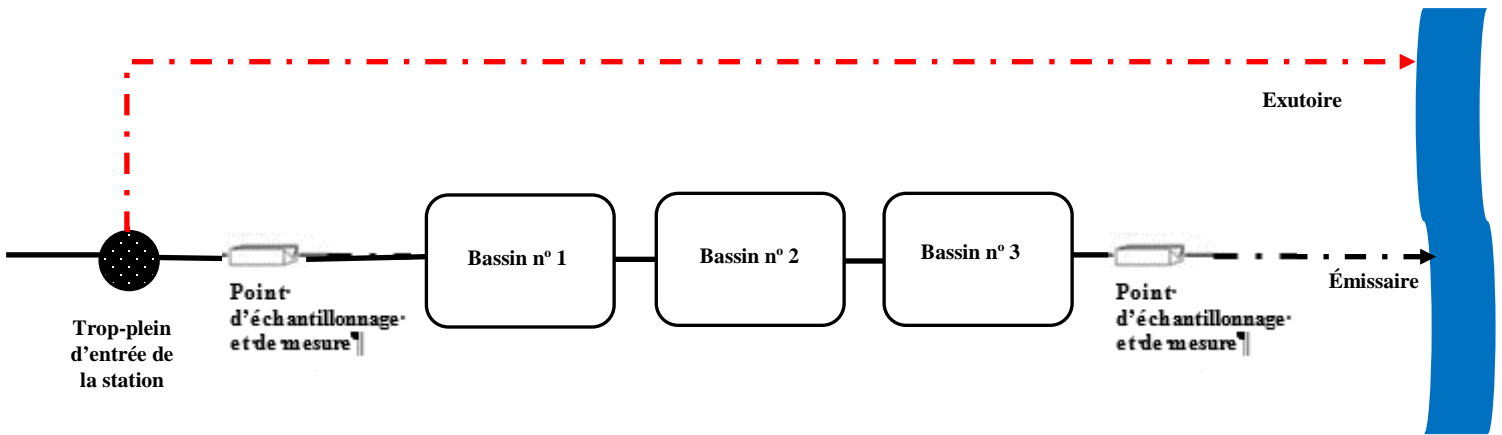 Exutoire
Bassin nº 1
Bassin nº 2
Bassin nº 3
Émissaire
Point·
d’échantillonnage·
et·de·mesure¶
Point·
d’échantillonnage·
et·de·mesure¶
Trop-plein
d’entrée de
la station